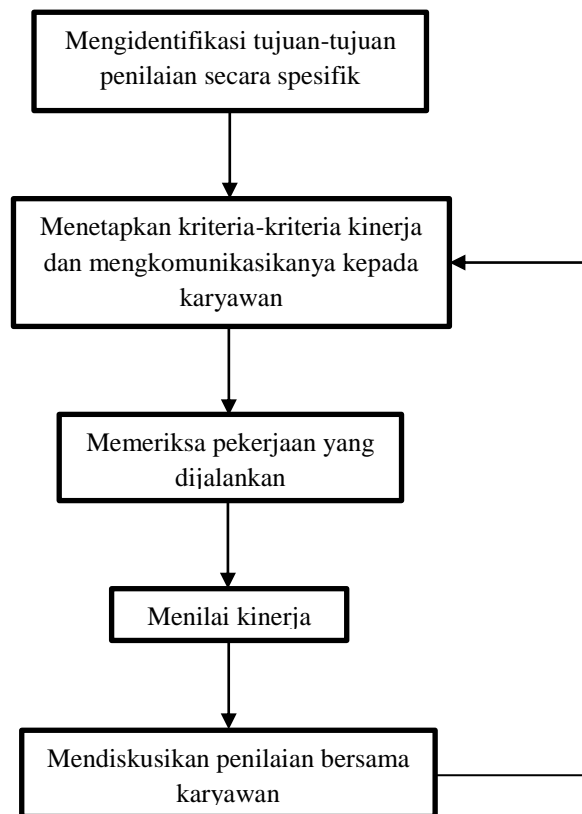 Mengidentifikasi tujuan-tujuan
penilaian secara spesifik
Menetapkan kriteria-kriteria kinerja
dan mengkomunikasikanya kepada
karyawan
Memeriksa pekerjaan yang
dijalankan
Menilai kinerja
Mendiskusikan penilaian bersama
karyawan